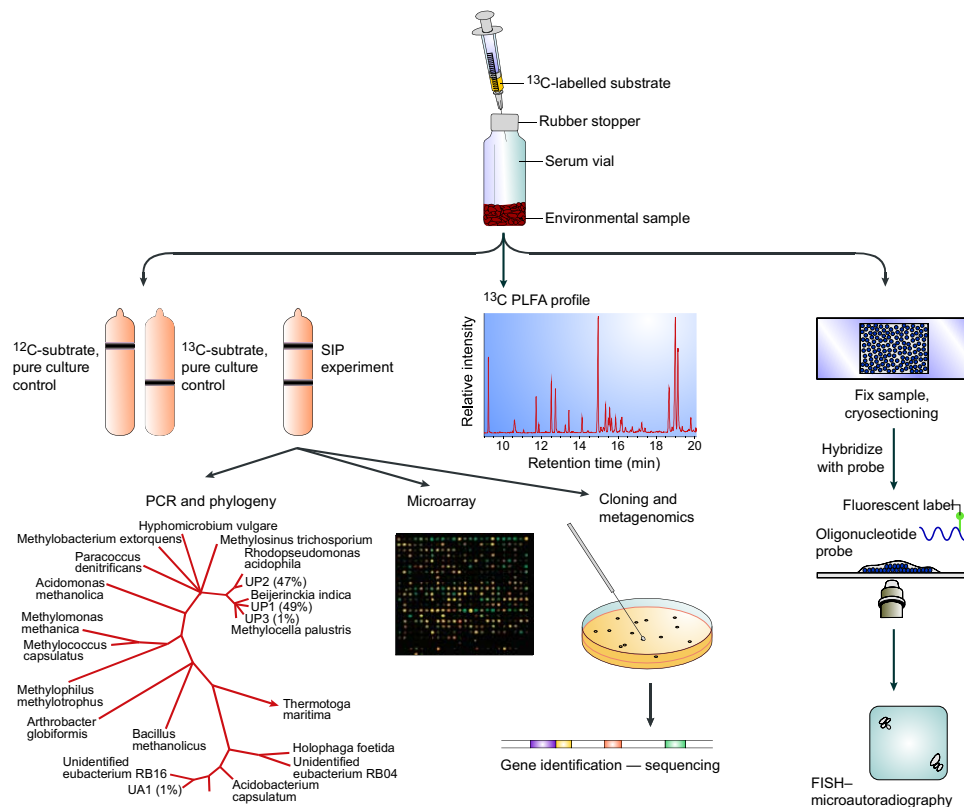 ¹³C-labelled substrate
Rubber stopper
Serum vial
Environmental sample
¹²C-subtrate,
pure culture
control
¹³C-subtrate,
pure culture
control
SIP
experiment
¹³C PLFA profile
Relative intensity
10
12
14
16
18
20
Retention time (min)
Fix sample,
cryosectioning
Hybridize
with probe
Fluorescent label
Oligonucleotide
probe
FISH–
microautoradiography
PCR and phylogeny
Microarray
Cloning and
metagenomics
Hyphomicrobium vulgare
Methylobacterium extorquens
Methylosinus trichosporium
Paracoccus
denitrificans
Rhodopseudomonas
acidophila
Acidomonas
methanolica
UP2 (47%)
Beijerinckia indica
UP1 (49%)
UP3 (1%)
Methylocella palustris
Methylomonas
methanica
Methylococcus
capsulatus
Methylophilus
methylotrophus
Arthrobacter
globiformis
Bacillus
methanolicus
Thermotoga
maritima
Unidentified
eubacterium RB16
UA1 (1%)
Acidobacterium
capsulatum
Holophaga foetida
Unidentified
eubacterium RB04
Gene identification — sequencing